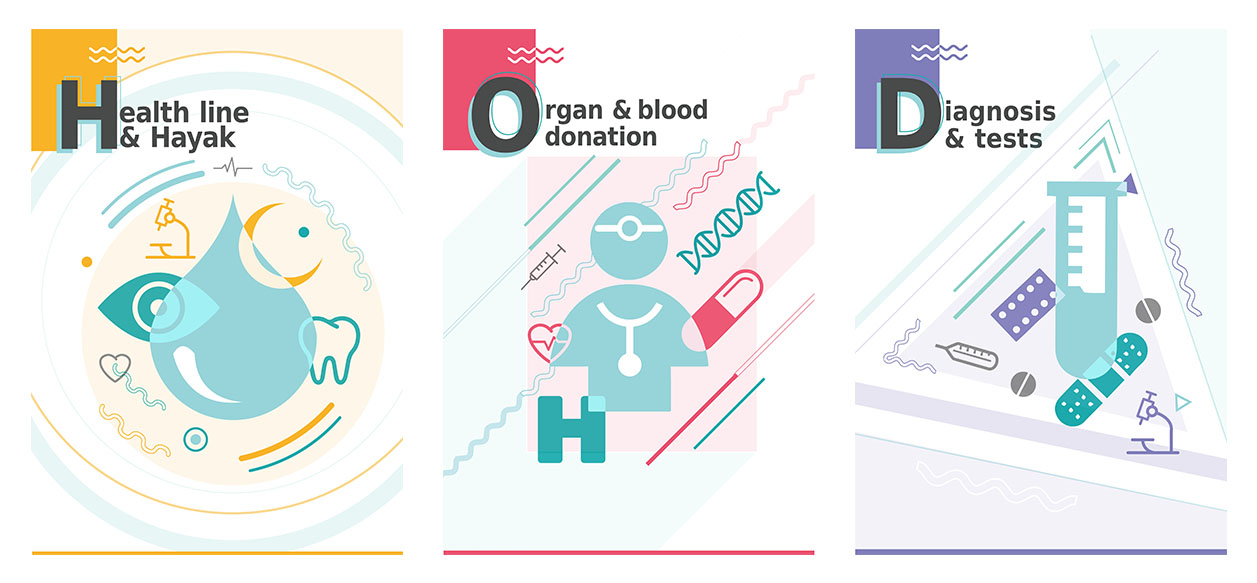 Health line
& Hayak
Organ & blood
donation
Diagnosis
& tests
H